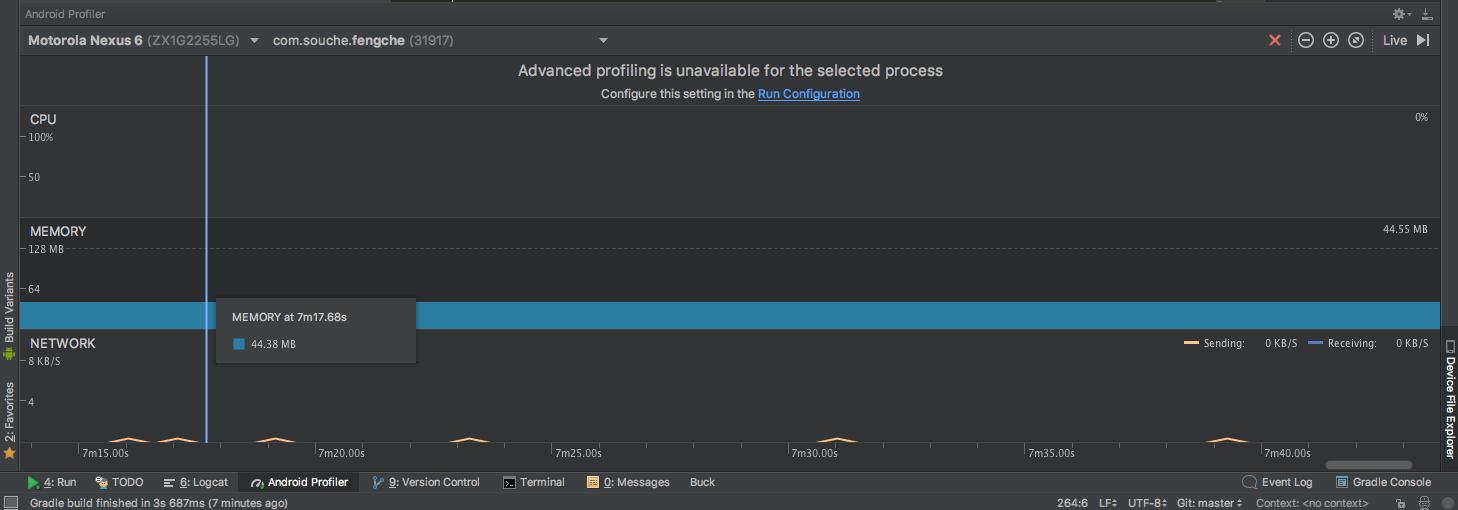 Android Profiler
Motorola Nexus 6 (ZX1G2255LG) com.souche.fengche (31917) Live
Advanced profiling is unavailable for the selected process
Configure this setting in the Run Configuration
CPU 0%
100%
50
MEMORY 44.55 MB
128 MB
64
MEMORY at 7m17.68s
44.38 MB
NETWORK Sending: 0 KB/S Receiving: 0 KB/S
8 KB/S
4
7m15.00s 7m20.00s 7m25.00s 7m30.00s 7m35.00s 7m40.00s
Build Variants
2: Favorites
Device File Explorer
4: Run TODO 6: Logcat Android Profiler 9: Version Control Terminal 0: Messages Buck Event Log Gradle Console
Gradle build finished in 3s 687ms (7 minutes ago) 264:6 LF÷ UTF-8÷ Git: master÷ Context: <no context>